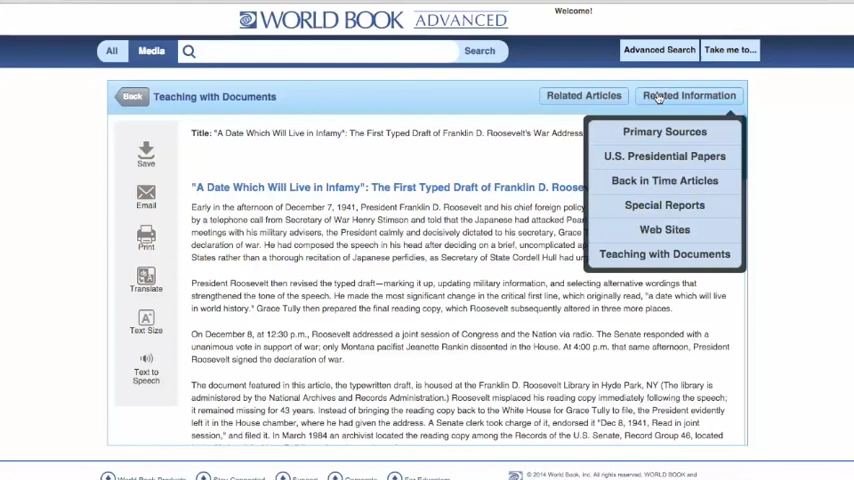 Welcome!
WORLD BOOK ADVANCED
All Media Search Advanced Search Take me to...
Back Teaching with Documents Related Articles Related Information
Title: "A Date Which Will Live in Infamy": The First Typed Draft of Franklin D. Roosevelt's War Address
Primary Sources
U.S. Presidential Papers
Back in Time Articles
Special Reports
Web Sites
Teaching with Documents
Save
Email
Print
Translate
Text Size
Text to
Speech
"A Date Which Will Live in Infamy": The First Typed Draft of Franklin D. Roose
Early in the afternoon of December 7, 1941, President Franklin D. Roosevelt and his chief foreign policy
by a telephone call from Secretary of War Henry Stimson and told that the Japanese had attacked Pear
meetings with his military advisers, the President calmly and decisively dictated to his secretary, Grace
declaration of war. He had composed the speech in his head after deciding on a brief, uncomplicated ap
States rather than a thorough recitation of Japanese perfidies, as Secretary of State Cordell Hull had
President Roosevelt then revised the typed draft—marking it up, updating military information, and selecting alternative wordings that
strengthened the tone of the speech. He made the most significant change in the critical first line, which originally read, "a date which will live
in world history." Grace Tully then prepared the final reading copy, which Roosevelt subsequently altered in three more places.
On December 8, at 12:30 p.m., Roosevelt addressed a joint session of Congress and the Nation via radio. The Senate responded with a
unanimous vote in support of war; only Montana pacifist Jeanette Rankin dissented in the House. At 4:00 p.m. that same afternoon, President
Roosevelt signed the declaration of war.
The document featured in this article, the typewritten draft, is housed at the Franklin D. Roosevelt Library in Hyde Park, NY (The library is
administered by the National Archives and Records Administration.) Roosevelt misplaced his reading copy immediately following the speech;
it remained missing for 43 years. Instead of bringing the reading copy back to the White House for Grace Tully to file, the President evidently
left it in the House chamber, where he had given the address. A Senate clerk took charge of it, endorsed it "Dec 8, 1941, Read in joint
session," and filed it. In March 1984 an archivist located the reading copy among the Records of the U.S. Senate, Record Group 46, located
World Book Products Stay Connected Support Corporate For Educators © 2014 World Book, Inc. All rights reserved. WORLD BOOK and